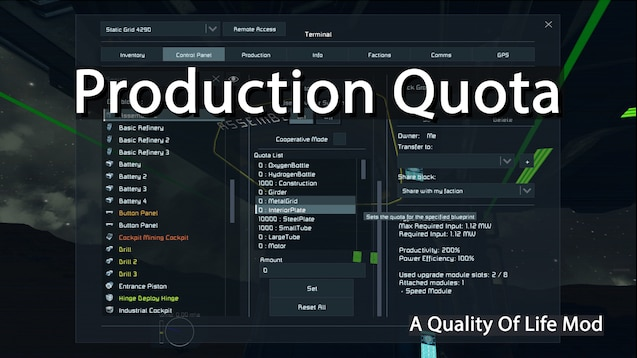 Static Grid 4290
Remote Access
Terminal
Inventory
Control Panel
Production
Info
Factions
Comms
GPS
Production Quota
Basic Refinery
Basic Refinery 2
Basic Refinery 3
Battery
Battery 2
Battery 3
Battery 4
Button Panel
Button Panel
Cockpit Mining Cockpit
Drill
Drill 2
Drill 3
Entrance Piston
Hinge Deploy Hinge
Industrial Cockpit
Cooperative Mode
Quota List
0 : OxygenBottle
0 : HydrogenBottle
1000 : Construction
0 : Girder
0 : MetalGrid
0 : InteriorPlate
10000 : SteelPlate
1000 : SmallTube
0 : LargeTube
0 : Motor
Amount
0
Set
Reset All
Delete
Owner: Me
Transfer to:
+
Share block:
Share with my faction
Sets the quota for the specified blueprint
Max Required Input: 1.12 MW
Required Input: 1.12 MW
Productivity: 200%
Power Efficiency: 100%
Used upgrade module slots: 2 / 8
Attached modules: 1
- Speed Module
A Quality Of Life Mod